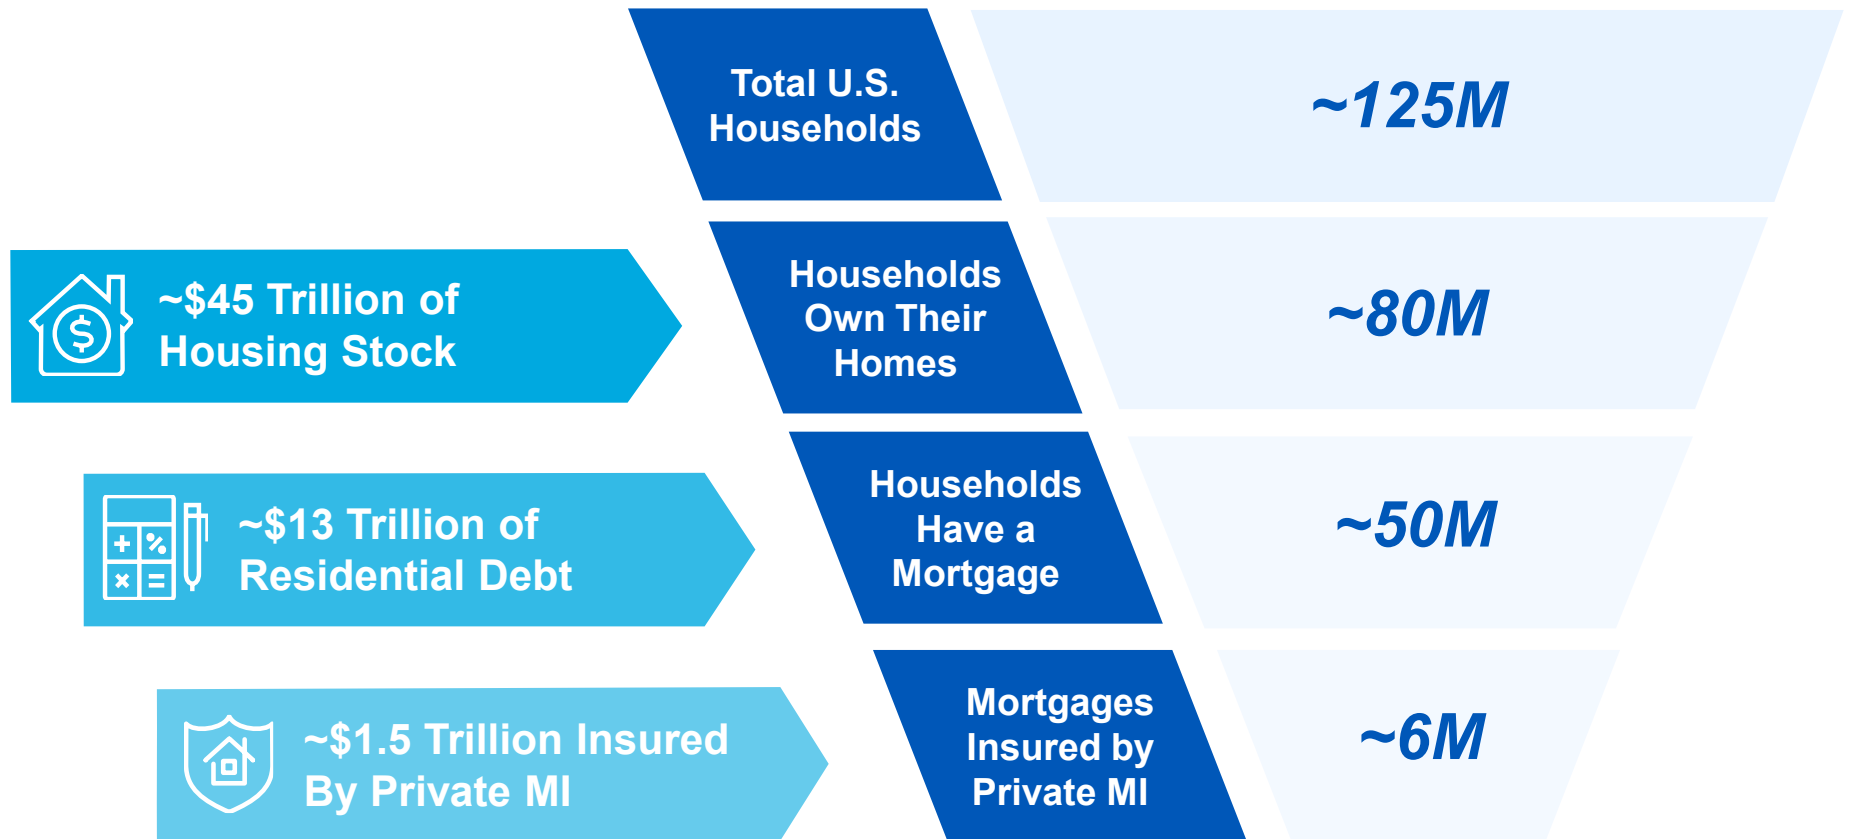 Total U.S.
Households
~125M
~$45 Trillion of
Housing Stock
Households
Own Their
Homes
~80M
~$13 Trillion of
Residential Debt
Households
Have a
Mortgage
~50M
~$1.5 Trillion Insured
By Private MI
Mortgages
Insured by
Private MI
~6M